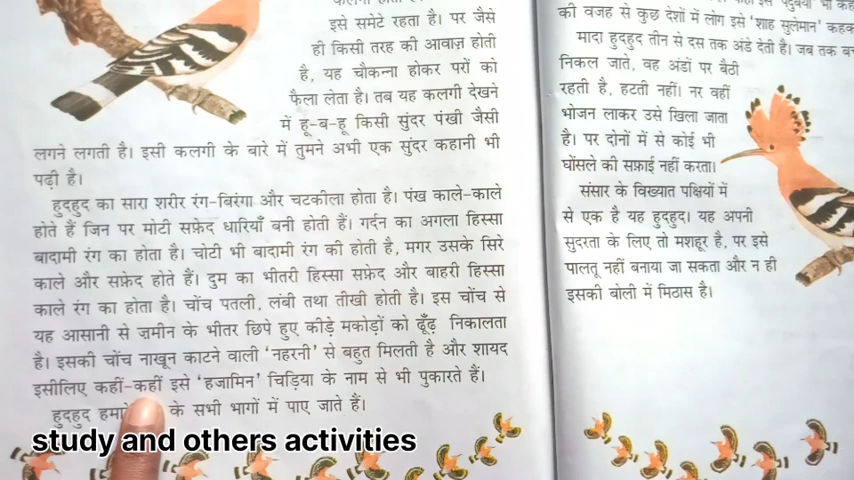 इसे समेटे रहता है। पर जैसे
ही किसी तरह की आवाज़ होती
है, यह चौकन्ना होकर परों को
फैला लेता है। तब यह कलगी देखने
में हू-ब-हू किसी सुंदर पंखी जैसी
लगने लगती है। इसी कलगी के बारे में तुमने अभी एक सुंदर कहानी भी
पढ़ी है।
हुदहुद का सारा शरीर रंग-बिरंगा और चटकीला होता है। पंख काले-काले
होते हैं जिन पर मोटी सफ़ेद धारियाँ बनी होती हैं। गर्दन का अगला हिस्सा
बादामी रंग का होता है। चोटी भी बादामी रंग की होती है, मगर उसके सिरे
काले और सफ़ेद होते हैं। दुम का भीतरी हिस्सा सफ़ेद और बाहरी हिस्सा
काले रंग का होता है। चोंच पतली, लंबी तथा तीखी होती है। इस चोंच से
यह आसानी से ज़मीन के भीतर छिपे हुए कीड़े मकोड़ों को ढूँढ़ निकालता
है। इसकी चोंच नाखून काटने वाली ‘नहरनी’ से बहुत मिलती है और शायद
इसीलिए कहीं-कहीं इसे ‘हजामिन’ चिड़िया के नाम से भी पुकारते हैं।
हुदहुद के सभी भागों में पाए जाते हैं।
की वजह से कुछ देशों में लोग इसे ‘शाह सुलेमान’
मादा हुदहुद तीन से दस तक अंडे देती है। जब तक
निकल जाते, वह अंडों पर बैठी
रहती है, हटती नहीं। नर वहीं
भोजन लाकर उसे खिला जाता
है। पर दोनों में से कोई भी
घोंसले की सफ़ाई नहीं करता।
संसार के विख्यात पक्षियों में
से एक है यह हुदहुद। यह अपनी
सुदरता के लिए तो मशहूर है, पर इसे
पालतू नहीं बनाया जा सकता और न ही
इसकी बोली में मिठास है।
study and others activities